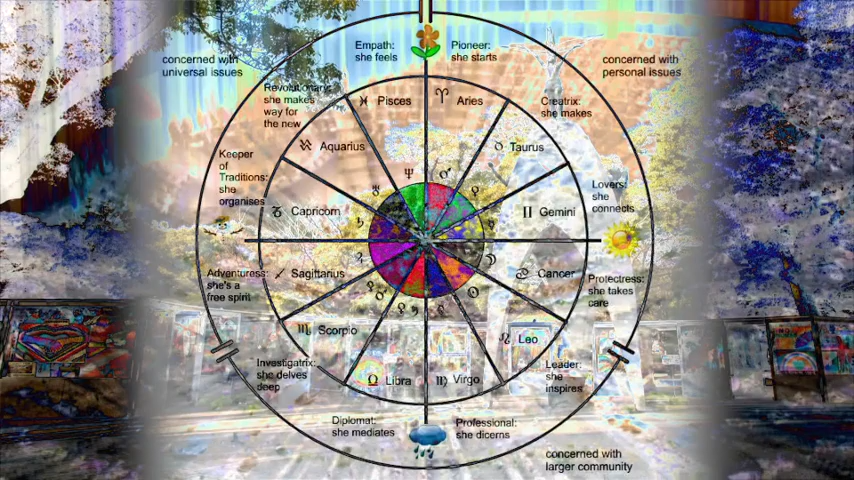 Empath:
she feels
Pioneer:
she starts
concerned with
universal issues
concerned with
personal issues
Revolutionary:
she makes
way for
the new
♓ Pisces
♈ Aries
Creatrix:
she makes
♒ Aquarius
♉ Taurus
Keeper
of
Traditions:
she
organises
Lovers:
she
connects
♑ Capricorn
♊ Gemini
Adventuress:
she's a
free spirit
♐ Sagittarius
♋ Cancer
Protectress:
she takes
care
♏ Scorpio
♌ Leo
Investigatrix:
she delves
deep
♎ Libra
♍ Virgo
Leader:
she
inspires
Diplomat:
she mediates
Professional:
she dicerns
concerned with
larger community